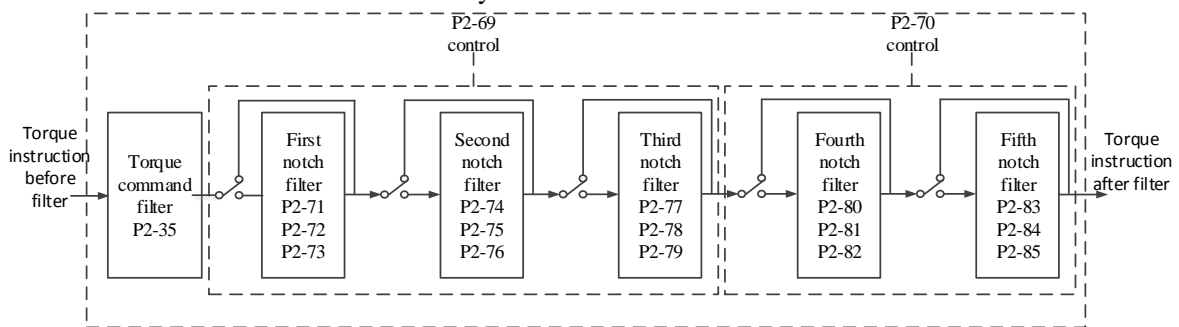 P2-69
control
P2-70
control
Torque
instruction
before
filter
Torque
command
filter
P2-35
First
notch
filter
P2-71
P2-72
P2-73
Second
notch
filter
P2-74
P2-75
P2-76
Third
notch
filter
P2-77
P2-78
P2-79
Fourth
notch
filter
P2-80
P2-81
P2-82
Fifth
notch
filter
P2-83
P2-84
P2-85
Torque
instruction
after filter